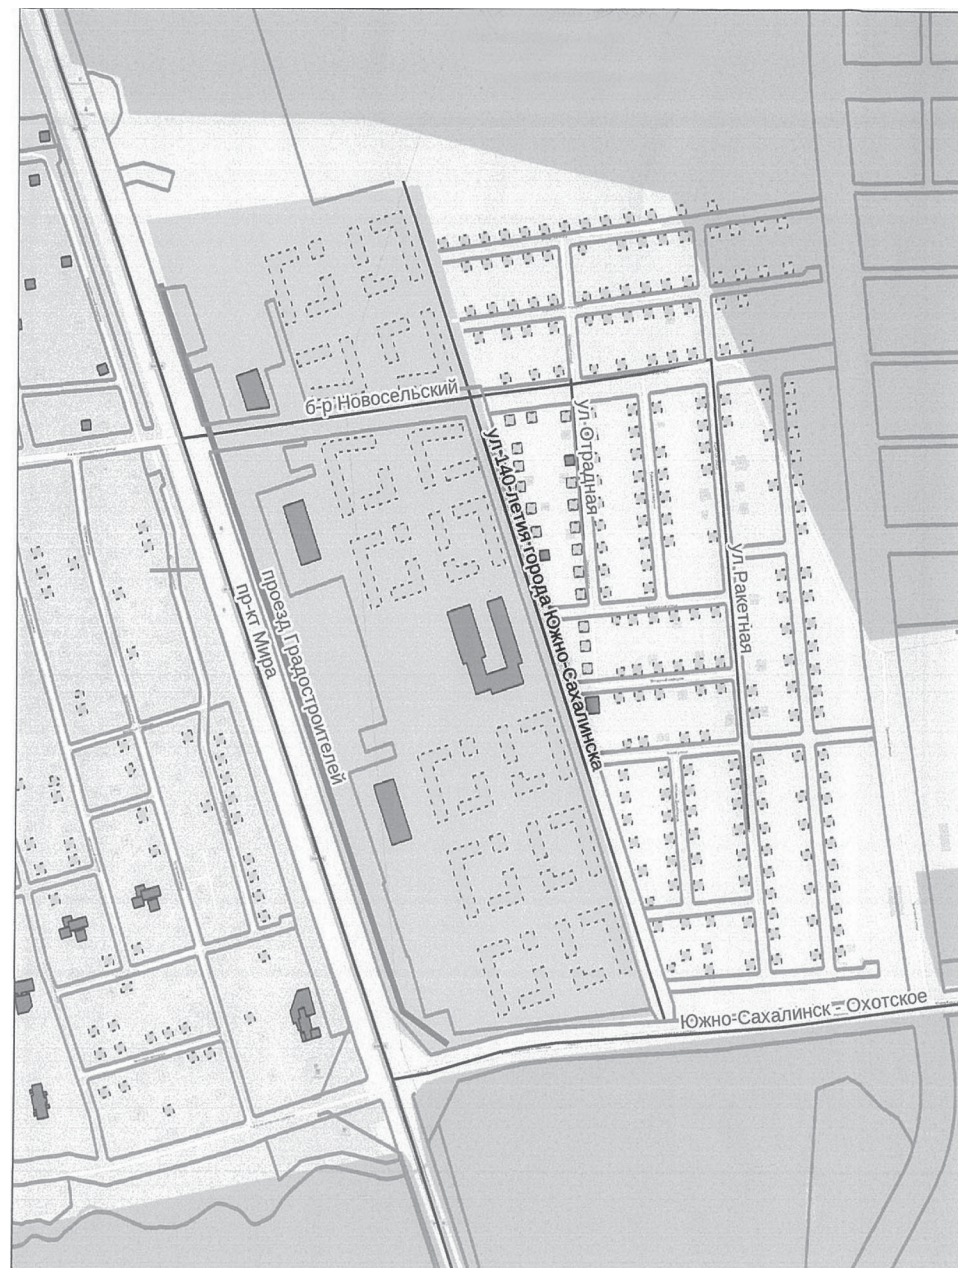 б-р Новосельский
ул. Отрадная
ул. 140-летия города Южно-Сахалинска
ул. Ракетная
проезд Градостроителей
пр-кт Мира
Южно-Сахалинск - Охотское